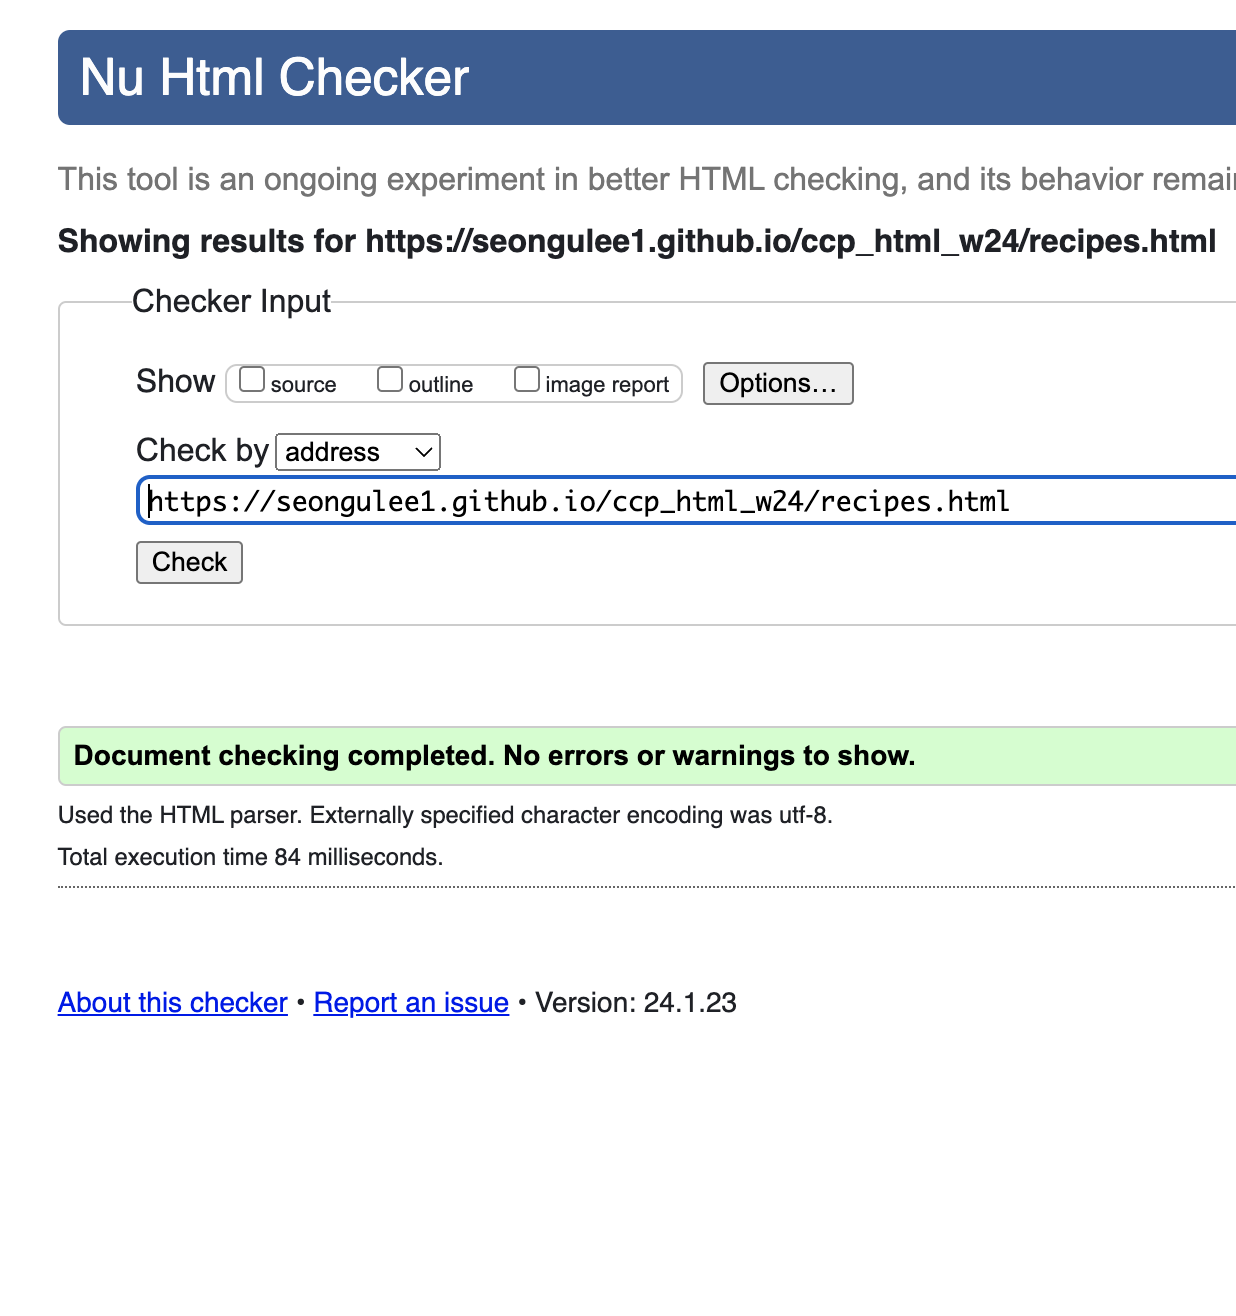 Nu Html Checker
This tool is an ongoing experiment in better HTML checking, and its behavior
Showing results for https://seongulee1.github.io/ccp_html_w24/recipes.html
Checker Input
Show source outline image report Options...
Check by address
https://seongulee1.github.io/ccp_html_w24/recipes.html
Check
Document checking completed. No errors or warnings to show.
Used the HTML parser. Externally specified character encoding was utf-8.
Total execution time 84 milliseconds.
About this checker • Report an issue • Version: 24.1.23